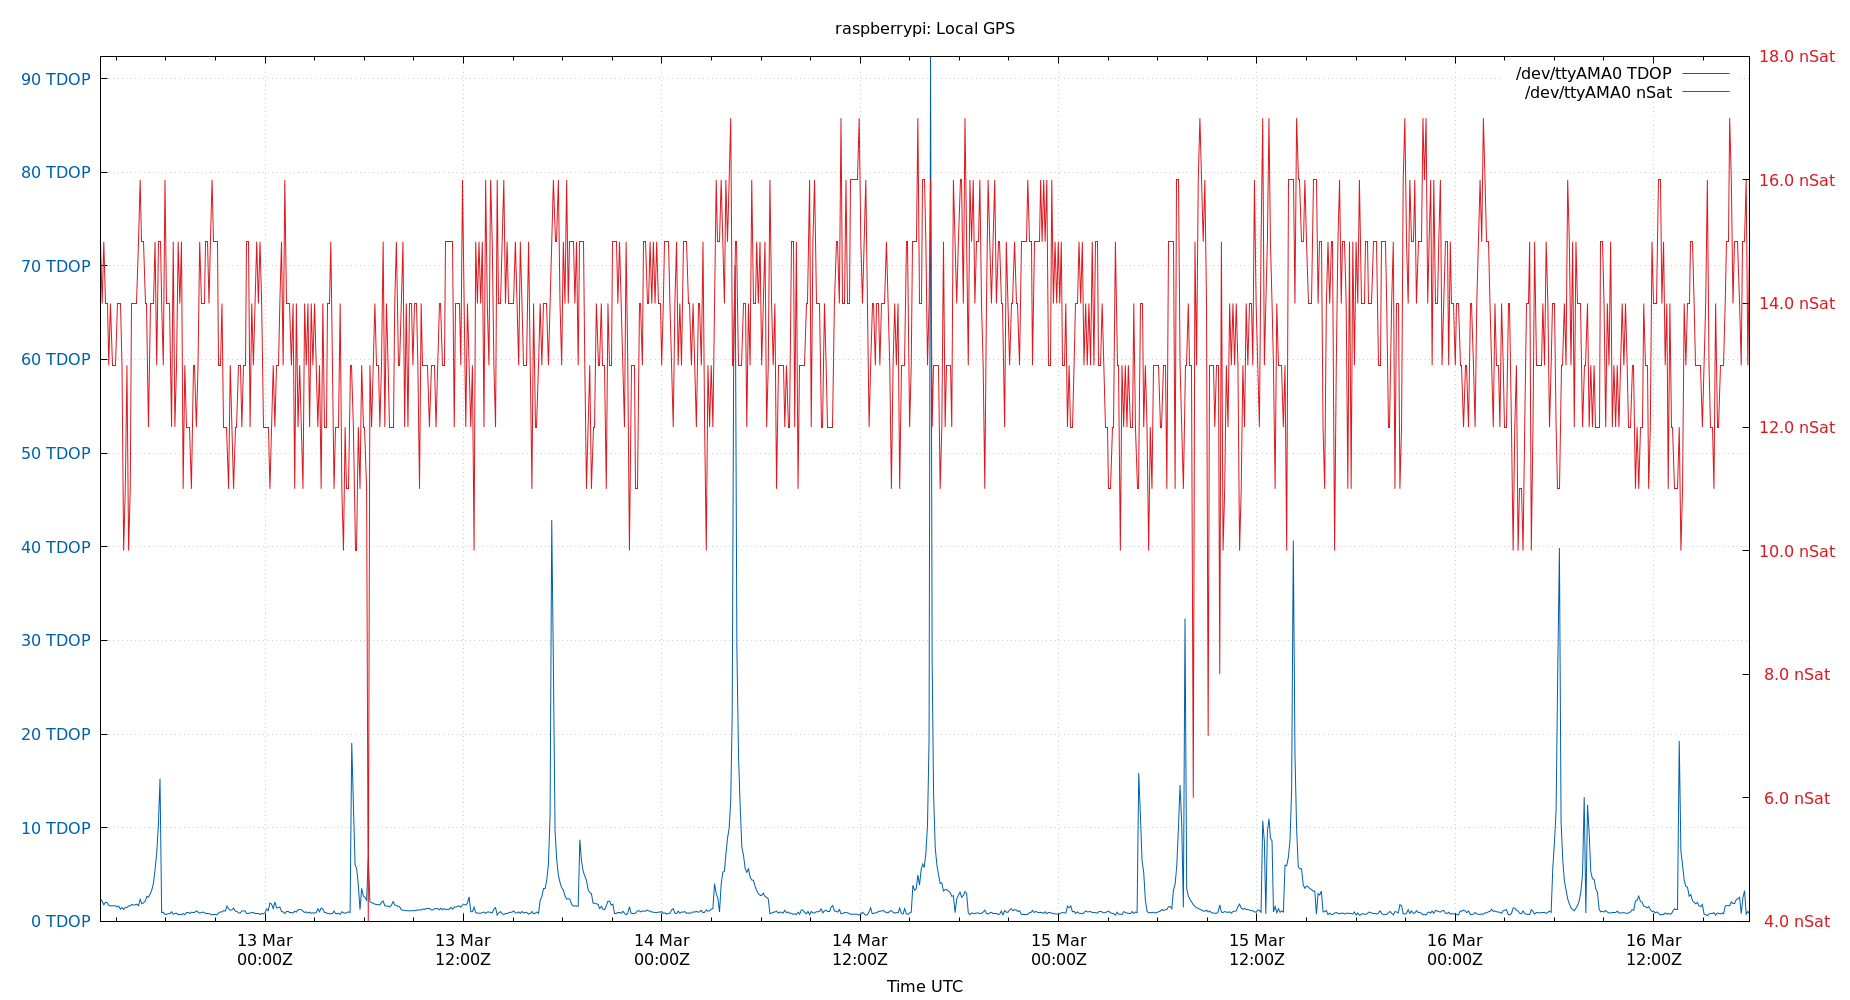 raspberrypi: Local GPS
90 TDOP
80 TDOP
70 TDOP
60 TDOP
50 TDOP
40 TDOP
30 TDOP
20 TDOP
10 TDOP
0 TDOP
18.0 nSat
16.0 nSat
14.0 nSat
12.0 nSat
10.0 nSat
8.0 nSat
6.0 nSat
4.0 nSat
/dev/ttyAMA0 TDOP
/dev/ttyAMA0 nSat
13 Mar 13 Mar 14 Mar 14 Mar 15 Mar 15 Mar 16 Mar 16 Mar
00:00Z 12:00Z 00:00Z 12:00Z 00:00Z 12:00Z 00:00Z 12:00Z
Time UTC